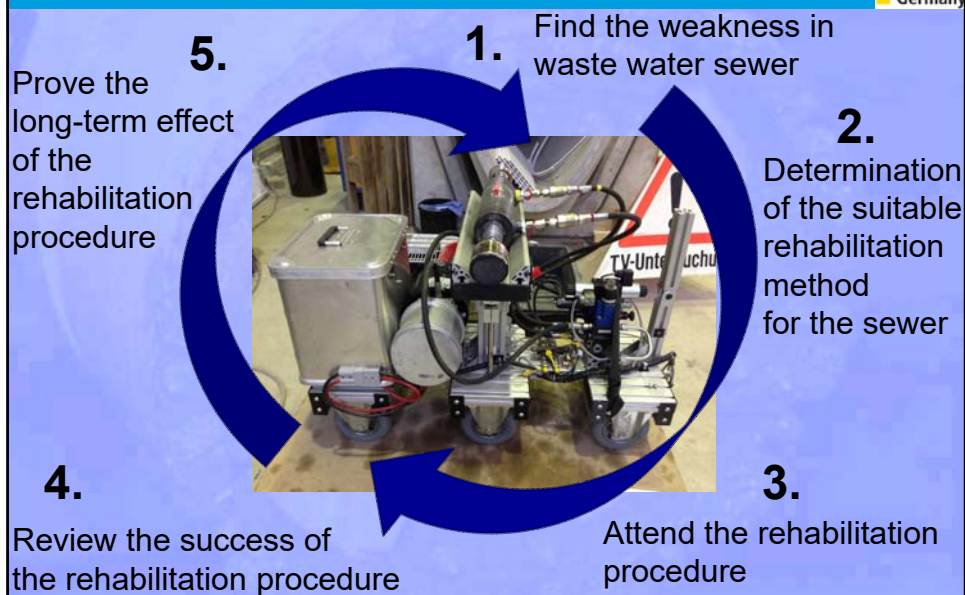 Germany
1.
Find the weakness in
waste water sewer
2.
Determination
of the suitable
rehabilitation
method
for the sewer
3.
Attend the rehabilitation
procedure
4.
Review the success of
the rehabilitation procedure
5.
Prove the
long-term effect
of the
rehabilitation
procedure